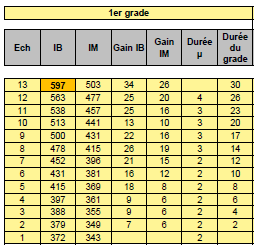 1er grade
Ech IB IM Gain IB Gain IM Durée µ Durée du grade
13 597 503 34 26 30
12 563 477 25 20 4 26
11 538 457 25 16 3 23
10 513 441 13 10 3 20
9 500 431 22 16 3 17
8 478 415 26 19 3 14
7 452 396 21 15 2 12
6 431 381 16 12 2 10
5 415 369 18 8 2 8
4 397 361 9 6 2 6
3 388 355 9 6 2 4
2 379 349 7 6 2 2
1 372 343 2